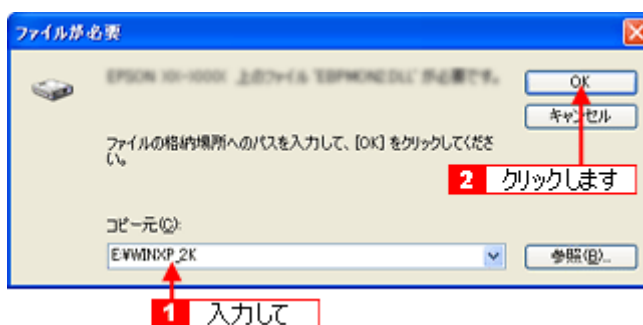 ファイルが必要
OK
キャンセル
ファイルの格納場所へのパスを入力して、[OK] をクリックしてくださ
い。
2 クリックします
コピー元(C):
E:¥WINXP_2K
参照(B)...
1 入力して